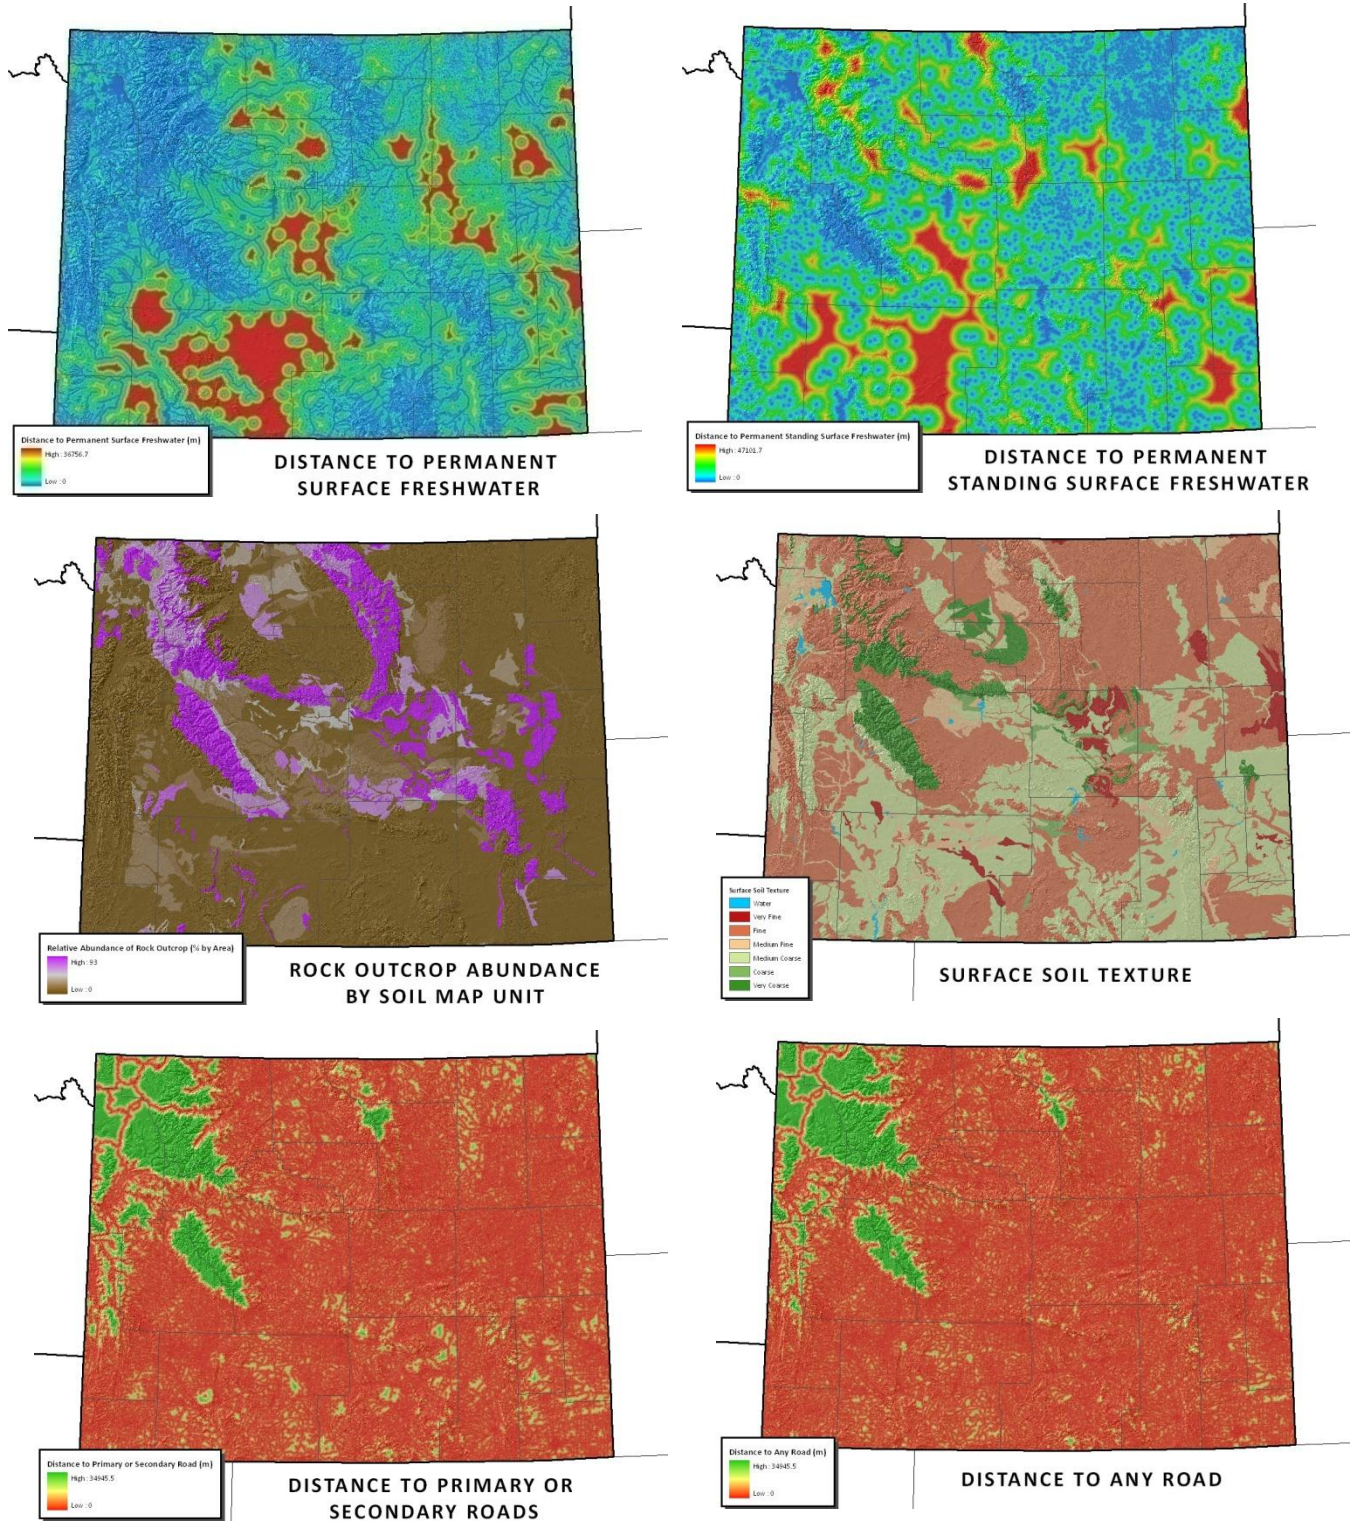 Distance to Permanent Surface Freshwater (m)
High : 36756.7
Low : 0
DISTANCE TO PERMANENT
SURFACE FRESHWATER
Distance to Permanent Standing Surface Freshwater (m)
High : 47101.7
Low : 0
DISTANCE TO PERMANENT
STANDING SURFACE FRESHWATER
Relative Abundance of Rock Outcrop (% by Area)
High : 93
Low : 0
ROCK OUTCROP ABUNDANCE
BY SOIL MAP UNIT
Surface Soil Texture
Water
Very Fine
Fine
Medium Fine
Medium Coarse
Coarse
Very Coarse
SURFACE SOIL TEXTURE
Distance to Primary or Secondary Road (m)
High : 34945.5
Low : 0
DISTANCE TO PRIMARY OR
SECONDARY ROADS
Distance to Any Road (m)
High : 34945.5
Low : 0
DISTANCE TO ANY ROAD